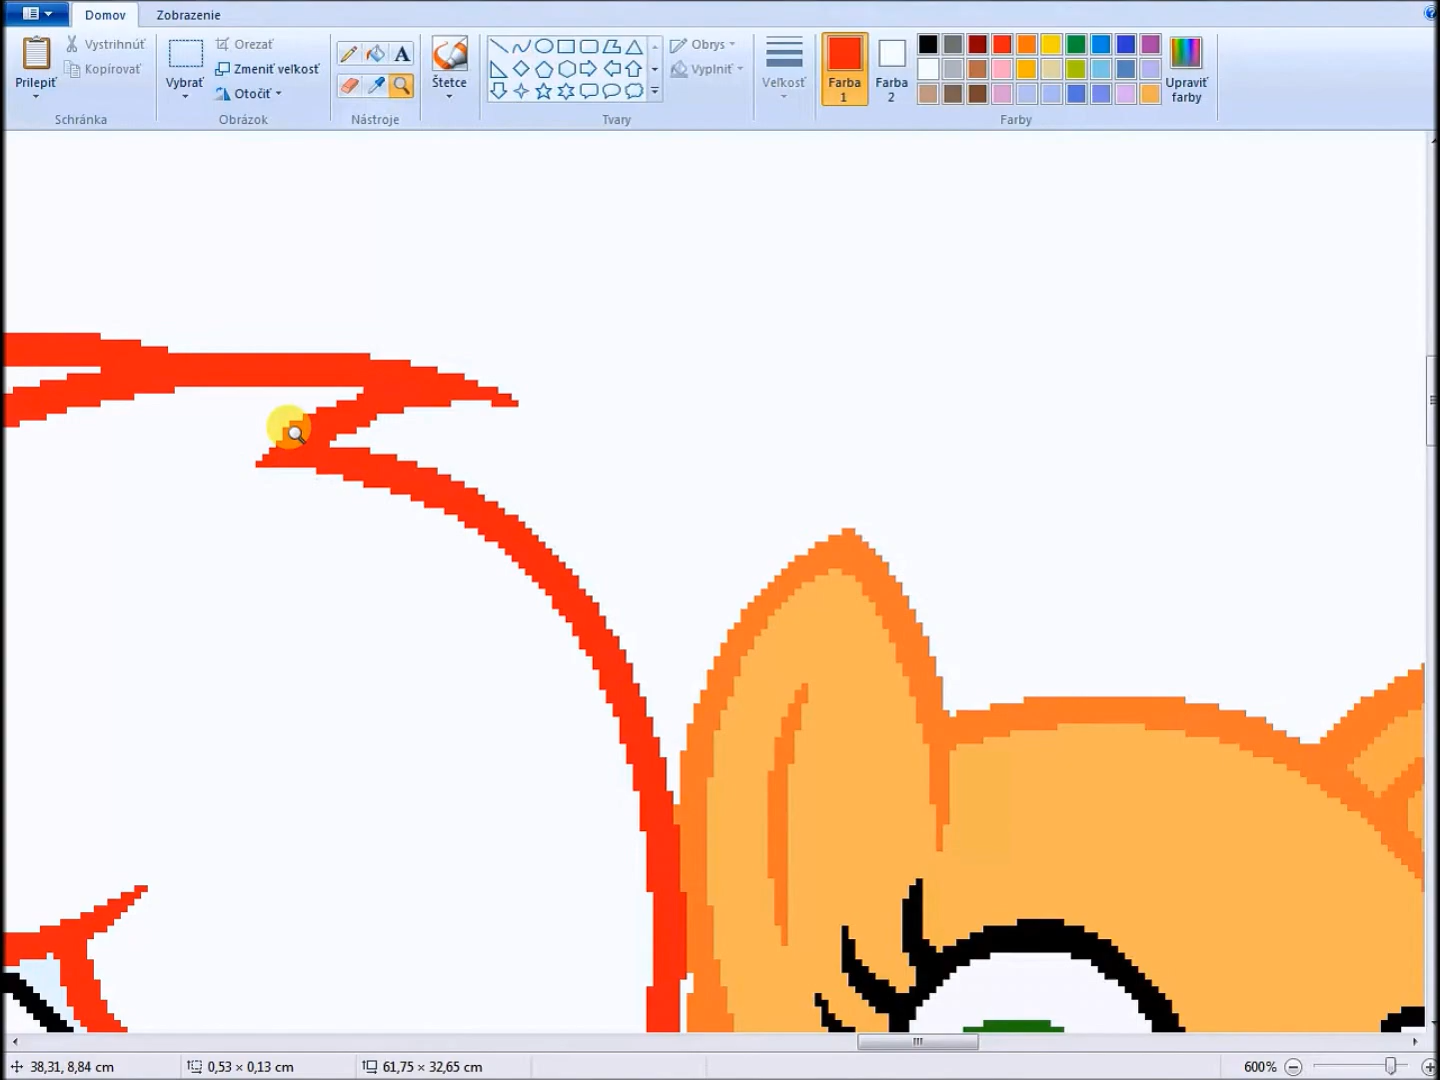 Domov Zobrazenie
Prilepiť
Vystrihnúť
Kopírovať
Schránka
Vybrať
Orezať
Zmeniť veľkosť
Otočiť
Obrázok
A
Nástroje
Štetce
Tvary
Obrys
Vyplniť
Veľkosť
Farba
1
Farba
2
Upraviť
farby
Farby
38,31, 8,84 cm 0,53 × 0,13 cm 61,75 × 32,65 cm 600%